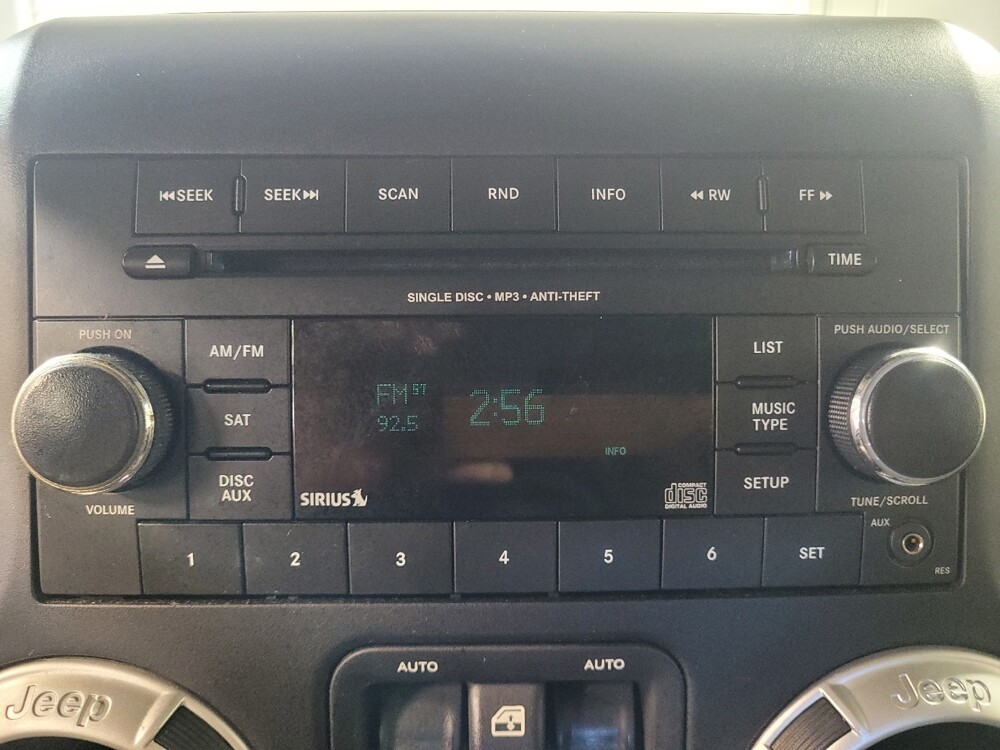 ⏮SEEK SEEK⏭ SCAN RND INFO ◀◀ RW FF ▶▶
TIME
SINGLE DISC • MP3 • ANTI-THEFT
PUSH ON
PUSH AUDIO/SELECT
AM/FM
LIST
FM ST
92.5
2:56
SAT
MUSIC
TYPE
INFO
DISC
AUX
SETUP
SIRIUS
COMPACT
disc
DIGITAL AUDIO
VOLUME
TUNE/SCROLL
AUX
1 2 3 4 5 6 SET
RES
AUTO AUTO
Jeep Jeep